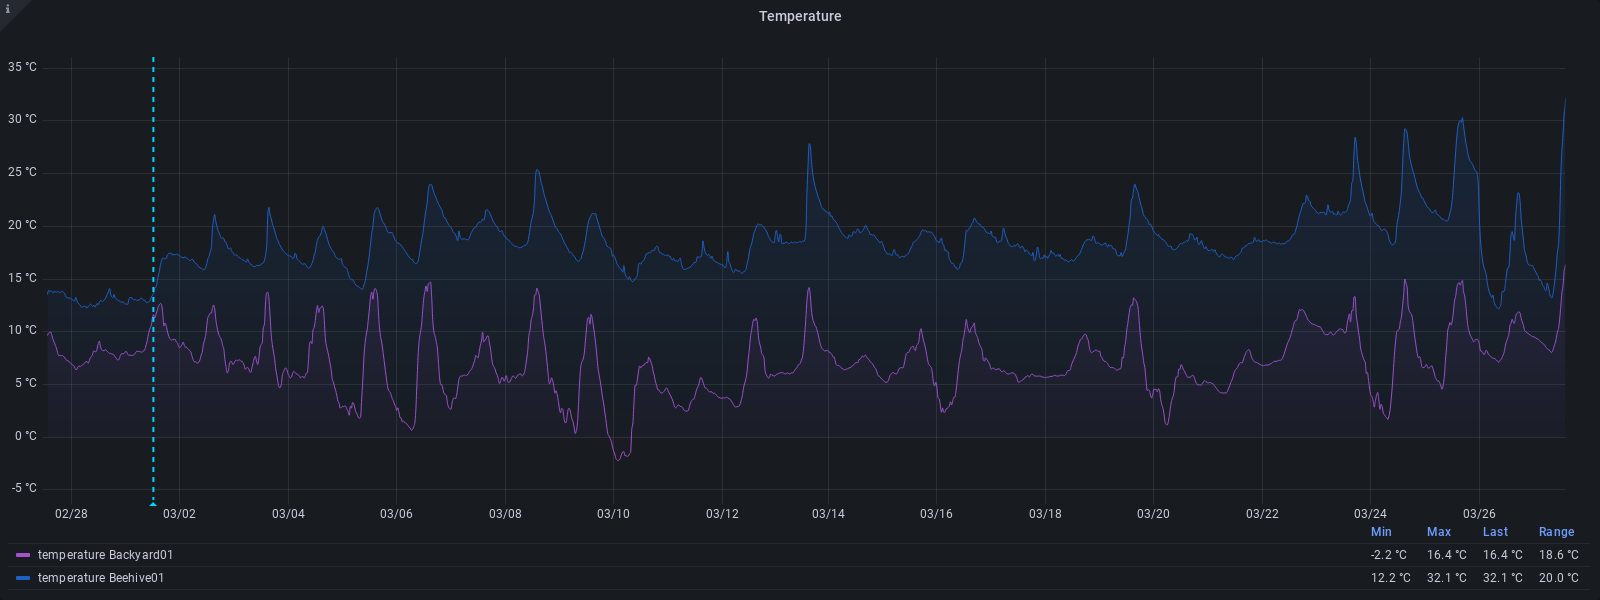 i
Temperature
35 °C
30 °C
25 °C
20 °C
15 °C
10 °C
5 °C
0 °C
-5 °C
02/28 03/02 03/04 03/06 03/08 03/10 03/12 03/14 03/16 03/18 03/20 03/22 03/24 03/26
Min Max Last Range
temperature Backyard01 -2.2 °C 16.4 °C 16.4 °C 18.6 °C
temperature Beehive01 12.2 °C 32.1 °C 32.1 °C 20.0 °C